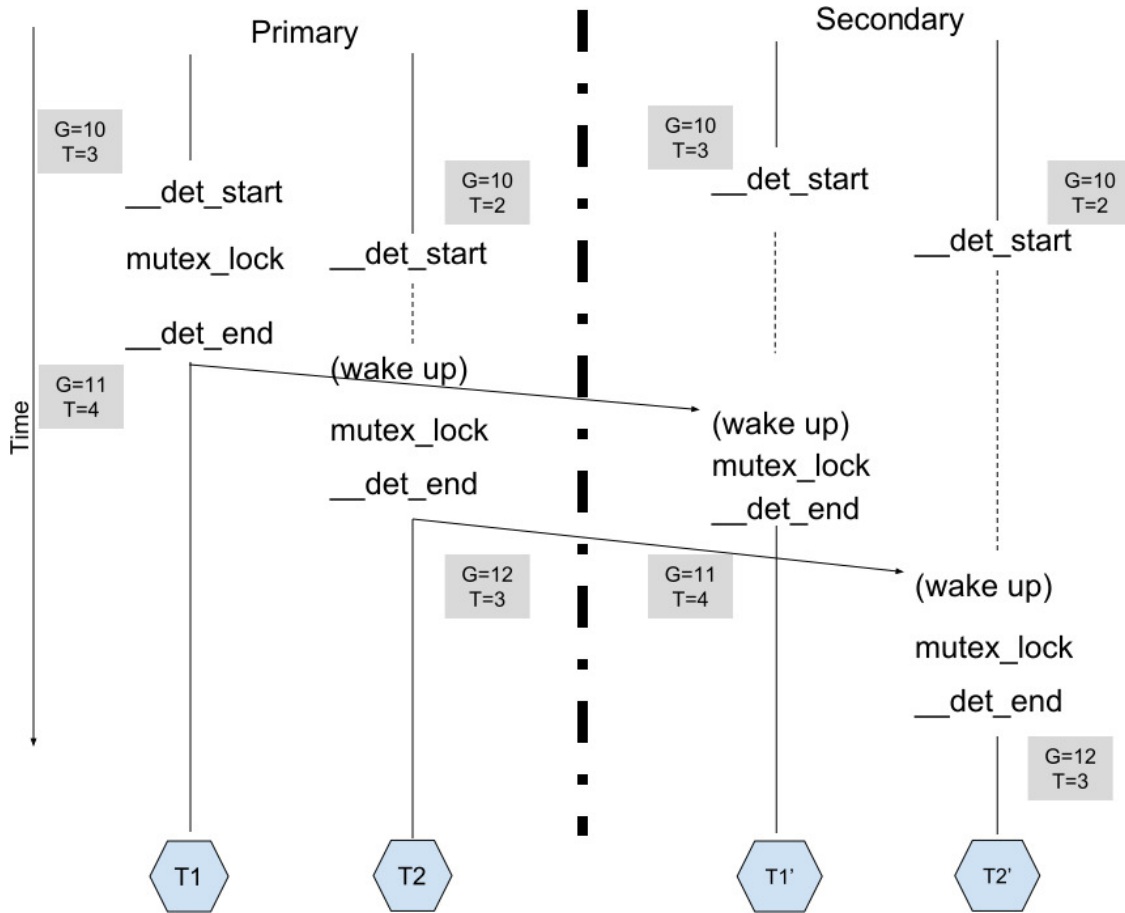 Primary
Secondary
G=10
T=3
G=10
T=3
__det_start
G=10
T=2
__det_start
G=10
T=2
mutex_lock
__det_start
__det_start
__det_end
(wake up)
G=11
T=4
Time
mutex_lock
(wake up)
mutex_lock
__det_end
__det_end
G=12
T=3
G=11
T=4
(wake up)
mutex_lock
__det_end
G=12
T=3
T1
T2
T1'
T2'